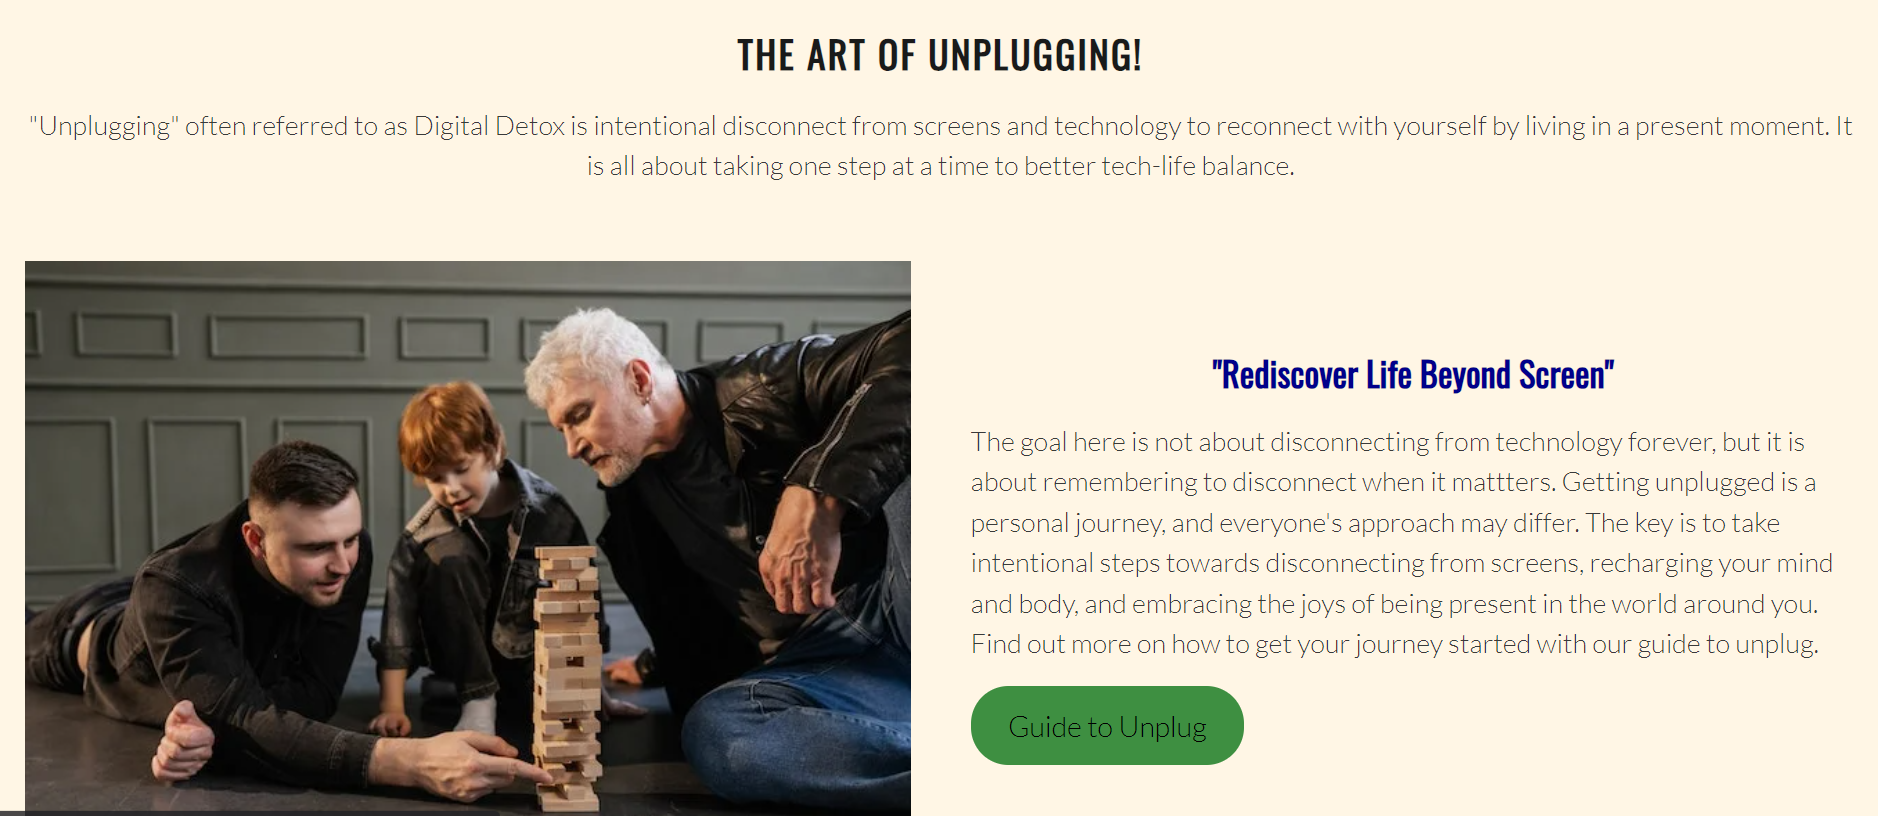 THE ART OF UNPLUGGING!
"Unplugging" often referred to as Digital Detox is intentional disconnect from screens and technology to reconnect with yourself by living in a present moment. It
is all about taking one step at a time to better tech-life balance.
"Rediscover Life Beyond Screen"
The goal here is not about disconnecting from technology forever, but it is
about remembering to disconnect when it mattters. Getting unplugged is a
personal journey, and everyone's approach may differ. The key is to take
intentional steps towards disconnecting from screens, recharging your mind
and body, and embracing the joys of being present in the world around you.
Find out more on how to get your journey started with our guide to unplug.
Guide to Unplug